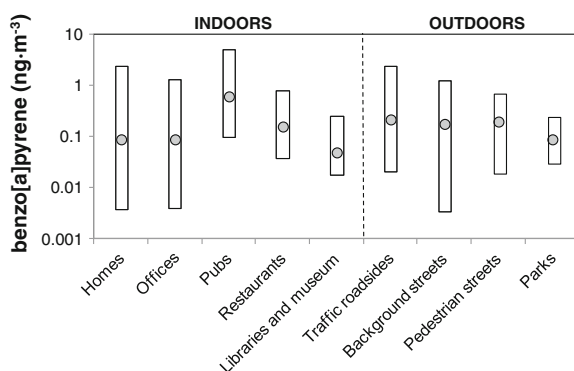 INDOORS OUTDOORS
benzo[a]pyrene (ng·m⁻³)
10
1
0.1
0.01
0.001
Homes
Offices
Pubs
Restaurants
Libraries and museum
Traffic roadsides
Background streets
Pedestrian streets
Parks